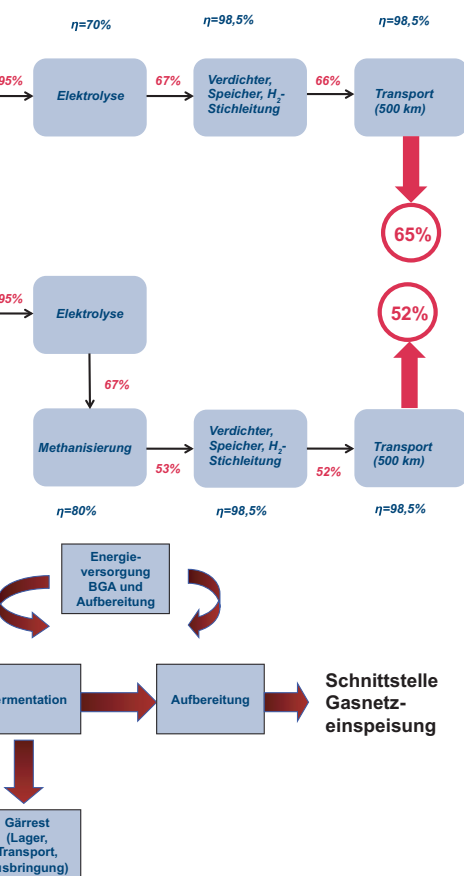 η=70%
η=98,5%
η=98,5%
95%
Elektrolyse
67%
Verdichter,
Speicher, H2-
Stichleitung
66%
Transport
(500 km)
65%
95%
Elektrolyse
52%
67%
Methanisierung
53%
Verdichter,
Speicher, H2-
Stichleitung
52%
Transport
(500 km)
η=80%
η=98,5%
η=98,5%
Energie-
versorgung
BGA und
Aufbereitung
ermentation
Aufbereitung
Schnittstelle
Gasnetz-
einspeisung
Gärrest
(Lager,
Transport,
usbringung)